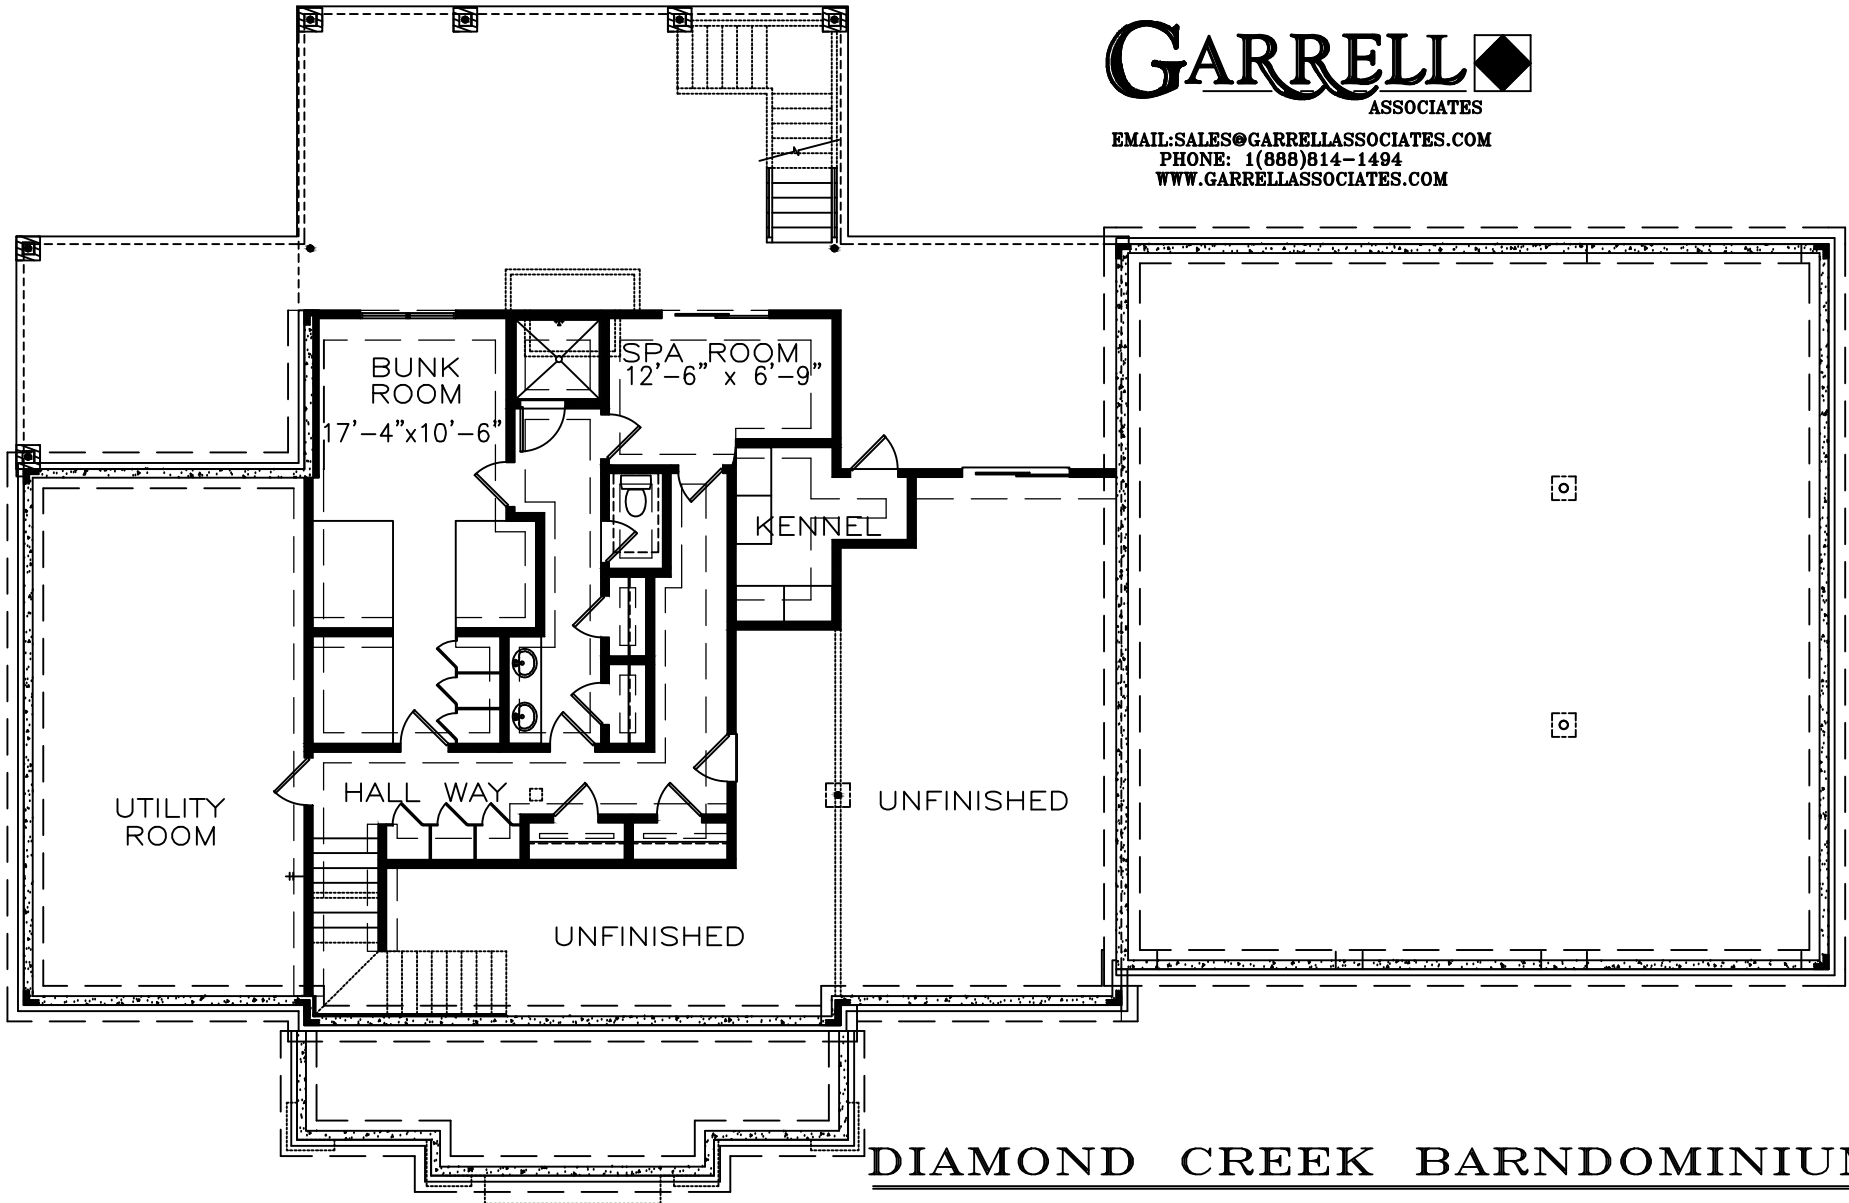 GARRELL
ASSOCIATES
EMAIL:SALES@GARRELLASSOCIATES.COM
PHONE: 1(888)814-1494
WWW.GARRELLASSOCIATES.COM
BUNK
ROOM
17'-4"x10'-6"
SPA ROOM
12'-6" x 6'-9"
KENNEL
HALL WAY
UTILITY
ROOM
UNFINISHED
UNFINISHED
DIAMOND CREEK BARNDOMINIUM